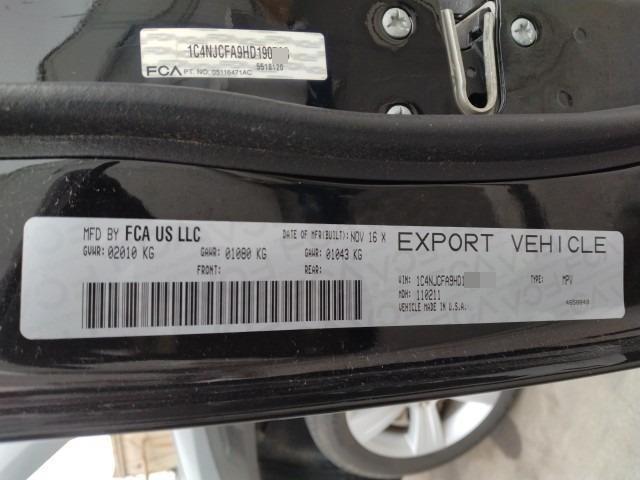 1C4NJCFA9HD190
5518120
FCA PT. NO. 05116471AC
MFD BY FCA US LLC DATE OF MFR(BUILT): NOV 16 X EXPORT VEHICLE
GVWR: 02010 KG GAWR: 01080 KG GAWR: 01043 KG
FRONT: REAR:
VIN: 1C4NJCFA9HD1 TYPE: MPV
MDH: 110211
VEHICLE MADE IN U.S.A. 4658840